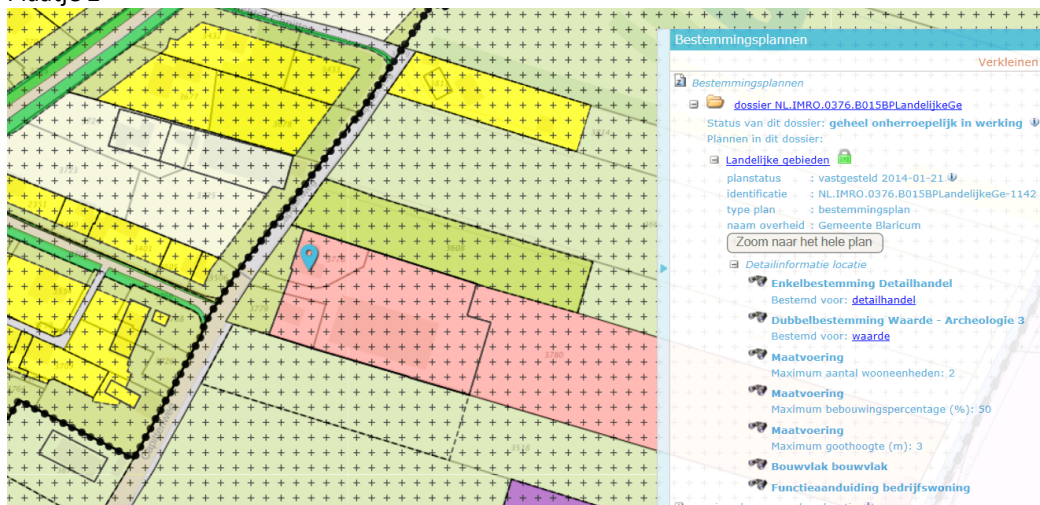 Bestemmingsplannen
Verkleinen
Bestemmingsplannen
dossier NL.IMRO.0376.B015BPLandelijkeGe
Status van dit dossier: geheel onherroepelijk in werking
Plannen in dit dossier:
Landelijke gebieden
planstatus : vastgesteld 2014-01-21
identificatie : NL.IMRO.0376.B015BPLandelijkeGe-1142
type plan : bestemmingsplan
naam overheid : Gemeente Blaricum
Zoom naar het hele plan
Detailinformatie locatie
Enkelbestemming Detailhandel
Bestemd voor: detailhandel
Dubbelbestemming Waarde - Archeologie 3
Bestemd voor: waarde
Maatvoering
Maximum aantal wooneenheden: 2
Maatvoering
Maximum bebouwingspercentage (%): 50
Maatvoering
Maximum goothoogte (m): 3
Bouwvlak bouwvlak
Functieaanduiding bedrijfswoning
3714
3608
3780
3518